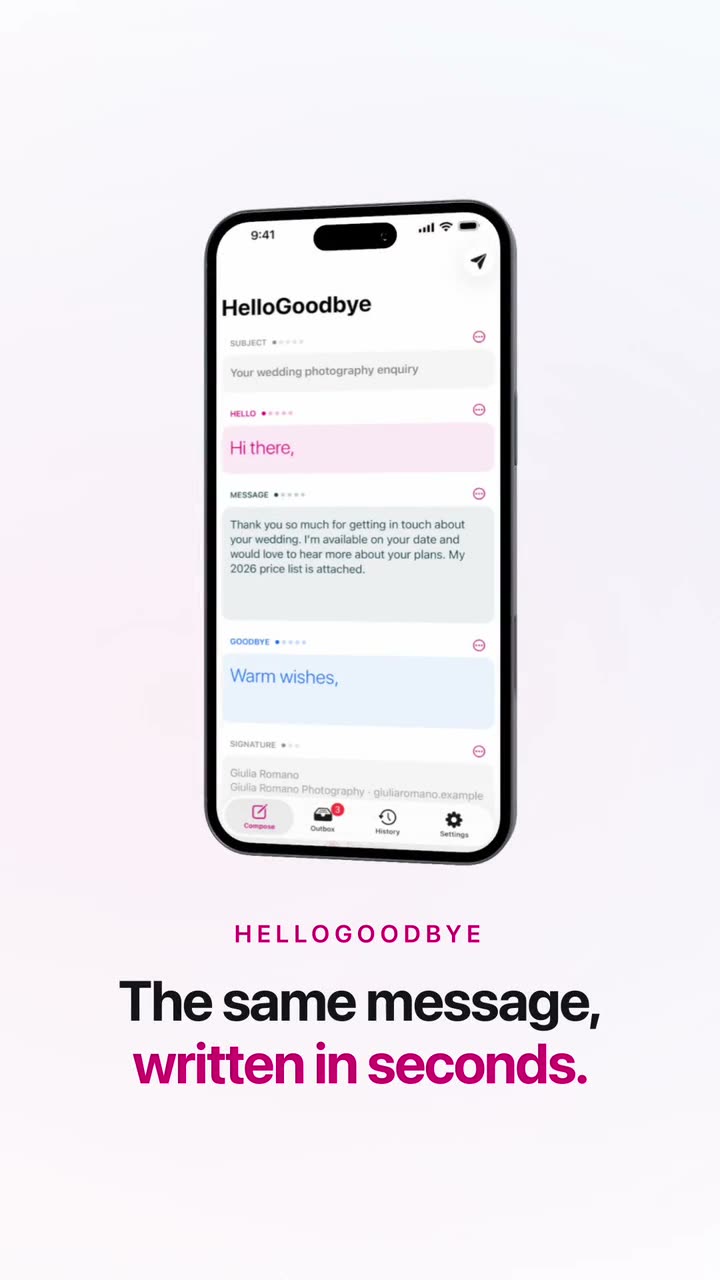 9:41
HelloGoodbye
SUBJECT
Your wedding photography enquiry
HELLO
Hi there,
MESSAGE
Thank you so much for getting in touch about
your wedding. I'm available on your date and
would love to hear more about your plans. My
2026 price list is attached.
GOODBYE
Warm wishes,
SIGNATURE
Giulia Romano
Giulia Romano Photography · giuliaromano.example
Compose
3
Outbox
History
Settings
HELLOGOODBYE
The same message,
written in seconds.